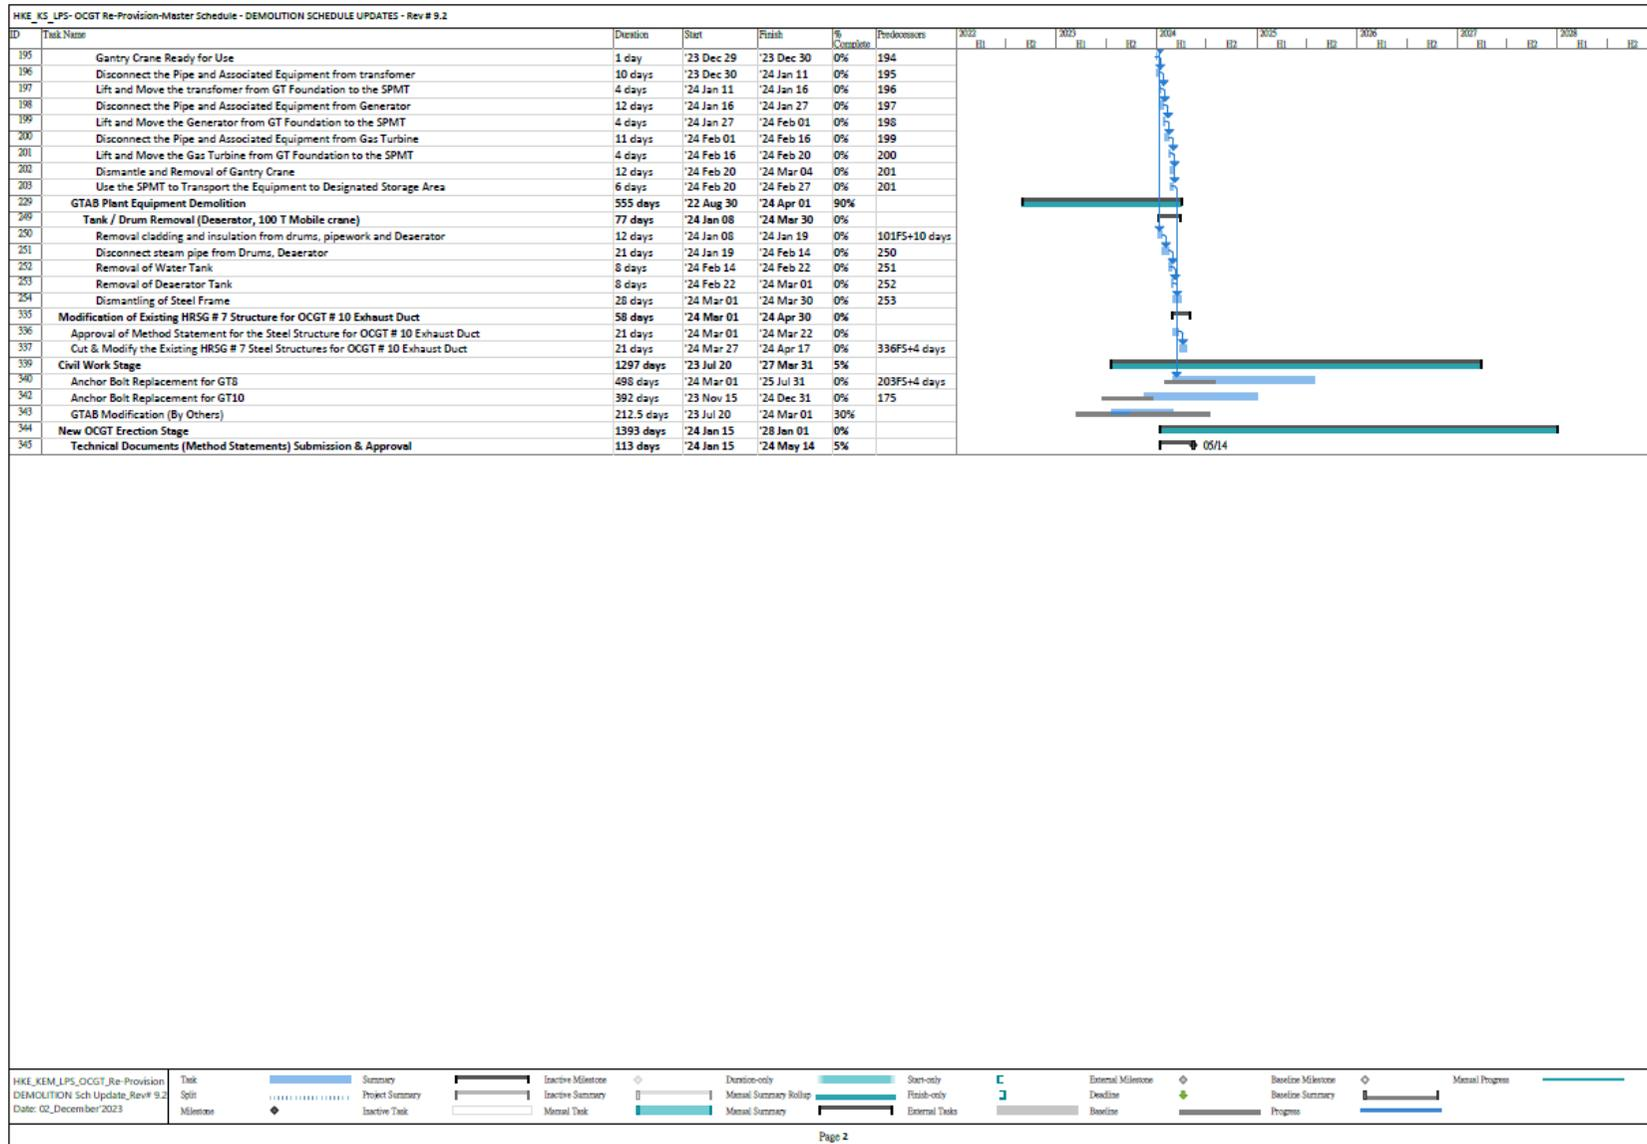 HKE_KS_LPS- OCGT Re-Provision-Master Schedule - DEMOLITION SCHEDULE UPDATES - Rev# 9.2
ID Task Name Duration Start Finish % Complete Predecessors 2022 2023 2024 2025 2026 2027 2028
H1 H2 H1 H2 H1 H2 H1 H2 H1 H2 H1 H2 H1 H2
195 Gantry Crane Ready for Use 1 day '23 Dec 29 '23 Dec 30 0% 194
196 Disconnect the Pipe and Associated Equipment from transfomer 10 days '23 Dec 30 '24 Jan 11 0% 195
197 Lift and Move the transfomer from GT Foundation to the SPMT 4 days '24 Jan 11 '24 Jan 16 0% 196
198 Disconnect the Pipe and Associated Equipment from Generator 12 days '24 Jan 16 '24 Jan 27 0% 197
199 Lift and Move the Generator from GT Foundation to the SPMT 4 days '24 Jan 27 '24 Feb 01 0% 198
200 Disconnect the Pipe and Associated Equipment from Gas Turbine 11 days '24 Feb 01 '24 Feb 16 0% 199
201 Lift and Move the Gas Turbine from GT Foundation to the SPMT 4 days '24 Feb 16 '24 Feb 20 0% 200
202 Dismantle and Removal of Gantry Crane 12 days '24 Feb 20 '24 Mar 04 0% 201
203 Use the SPMT to Transport the Equipment to Designated Storage Area 6 days '24 Feb 20 '24 Feb 27 0% 201
229 GTAB Plant Equipment Demolition 555 days '22 Aug 30 '24 Apr 01 90%
249 Tank / Drum Removal (Deaerator, 100 T Mobile crane) 77 days '24 Jan 08 '24 Mar 30 0%
250 Removal cladding and insulation from drums, pipework and Deaerator 12 days '24 Jan 08 '24 Jan 19 0% 101FS+10 days
251 Disconnect steam pipe from Drums, Deaerator 21 days '24 Jan 19 '24 Feb 14 0% 250
252 Removal of Water Tank 8 days '24 Feb 14 '24 Feb 22 0% 251
253 Removal of Deaerator Tank 8 days '24 Feb 22 '24 Mar 01 0% 252
254 Dismantling of Steel Frame 28 days '24 Mar 01 '24 Mar 30 0% 253
335 Modification of Existing HRSG # 7 Structure for OCGT # 10 Exhaust Duct 58 days '24 Mar 01 '24 Apr 30 0%
336 Approval of Method Statement for the Steel Structure for OCGT # 10 Exhaust Duct 21 days '24 Mar 01 '24 Mar 22 0%
337 Cut & Modify the Existing HRSG # 7 Steel Structures for OCGT # 10 Exhaust Duct 21 days '24 Mar 27 '24 Apr 17 0% 336FS+4 days
339 Civil Work Stage 1297 days '23 Jul 20 '27 Mar 31 5%
340 Anchor Bolt Replacement for GT8 498 days '24 Mar 01 '25 Jul 31 0% 203FS+4 days
342 Anchor Bolt Replacement for GT10 392 days '23 Nov 15 '24 Dec 31 0% 175
343 GTAB Modification (By Others) 212.5 days '23 Jul 20 '24 Mar 01 30%
344 New OCGT Erection Stage 1393 days '24 Jan 15 '28 Jan 01 0%
345 Technical Documents (Method Statements) Submission & Approval 113 days '24 Jan 15 '24 May 14 5% 05/14
HKE_KEM_LPS_OCGT_Re-Provision
DEMOLITION Sch Update_Rev# 9.2
Date: 02_December'2023
Task Summary Inactive Milestone Duration-only Start-only External Milestone Baseline Milestone Manual Progress
Split Project Summary Inactive Summary Manual Summary Rollup Finish-only Deadline Baseline Summary
Milestone Inactive Task Manual Task Manual Summary External Tasks Baseline Progress
Page 2